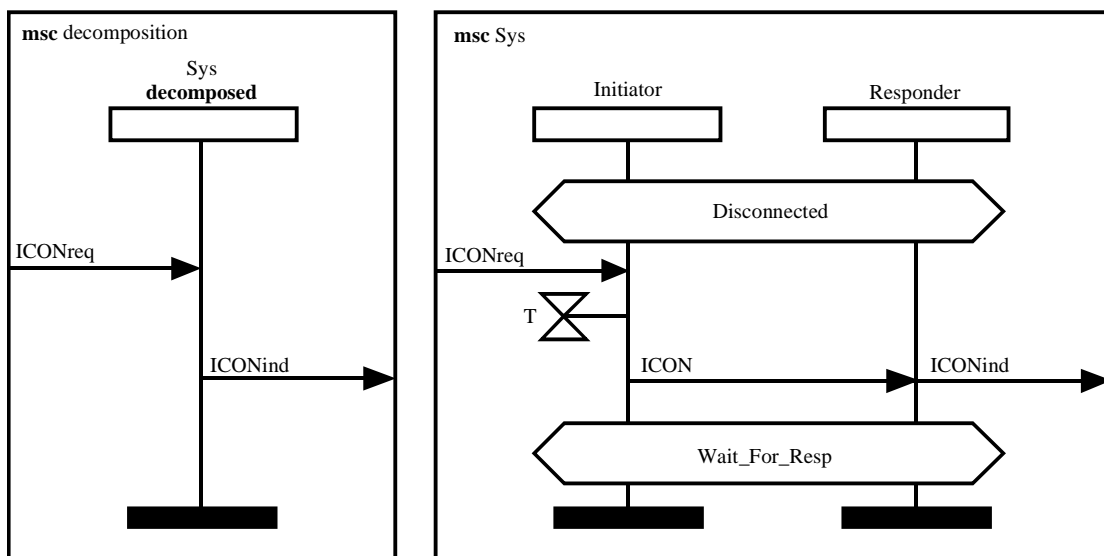 msc decomposition
Sys
decomposed
ICONreq
ICONind
msc Sys
Initiator
Responder
Disconnected
ICONreq
T
ICON
ICONind
Wait_For_Resp